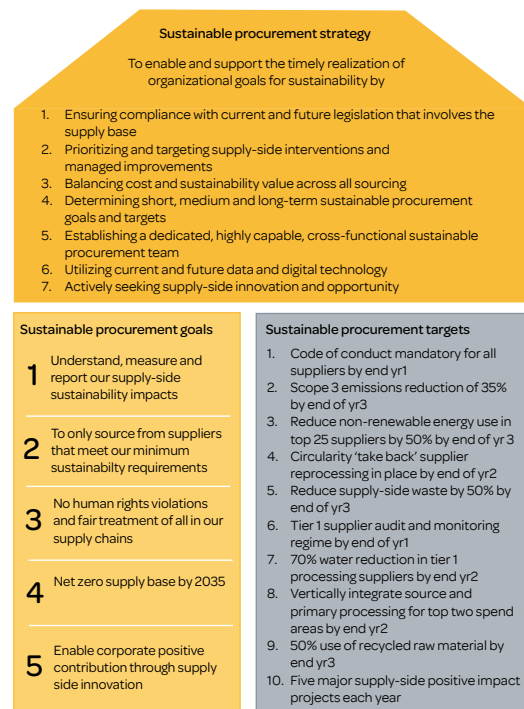 Sustainable procurement strategy
To enable and support the timely realization of
organizational goals for sustainability by
1. Ensuring compliance with current and future legislation that involves the
supply base
2. Prioritizing and targeting supply-side interventions and
managed improvements
3. Balancing cost and sustainability value across all sourcing
4. Determining short, medium and long-term sustainable procurement
goals and targets
5. Establishing a dedicated, highly capable, cross-functional sustainable
procurement team
6. Utilizing current and future data and digital technology
7. Actively seeking supply-side innovation and opportunity
Sustainable procurement goals
1 Understand, measure and
report our supply-side
sustainability impacts
2 To only source from suppliers
that meet our minimum
sustainabilty requirements
3 No human rights violations
and fair treatment of all in our
supply chains
4 Net zero supply base by 2035
5 Enable corporate positive
contribution through supply
side innovation
Sustainable procurement targets
1. Code of conduct mandatory for all
suppliers by end yr1
2. Scope 3 emissions reduction of 35%
by end of yr3
3. Reduce non-renewable energy use in
top 25 suppliers by 50% by end of yr 3
4. Circularity ‘take back’ supplier
reprocessing in place by end of yr2
5. Reduce supply-side waste by 50% by
end of yr3
6. Tier 1 supplier audit and monitoring
regime by end of yr1
7. 70% water reduction in tier 1
processing suppliers by end yr2
8. Vertically integrate source and
primary processing for top two spend
areas by end yr2
9. 50% use of recycled raw material by
end yr3
10. Five major supply-side positive impact
projects each year